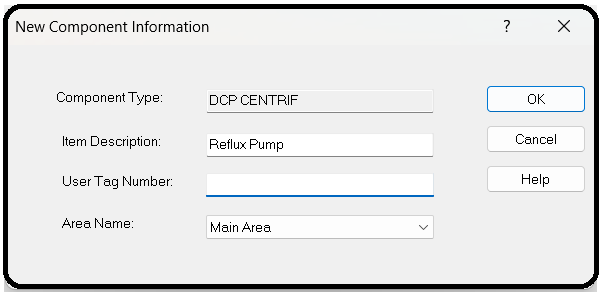 New Component Information
?
Component Type: DCP CENTRIF OK
Item Description: Reflux Pump Cancel
User Tag Number: Help
Area Name: Main Area